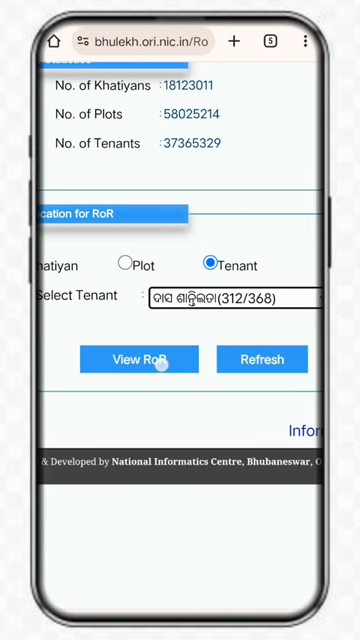 bhulekh.ori.nic.in/Ro
5
No. of Khatiyans : 18123011
No. of Plots : 58025214
No. of Tenants : 37365329
cation for RoR
hatiyan Plot Tenant
Select Tenant : ଦାସ ଶାନ୍ତିଲତା(312/368)
View RoR Refresh
Infor
& Developed by National Informatics Centre, Bhubaneswar, O